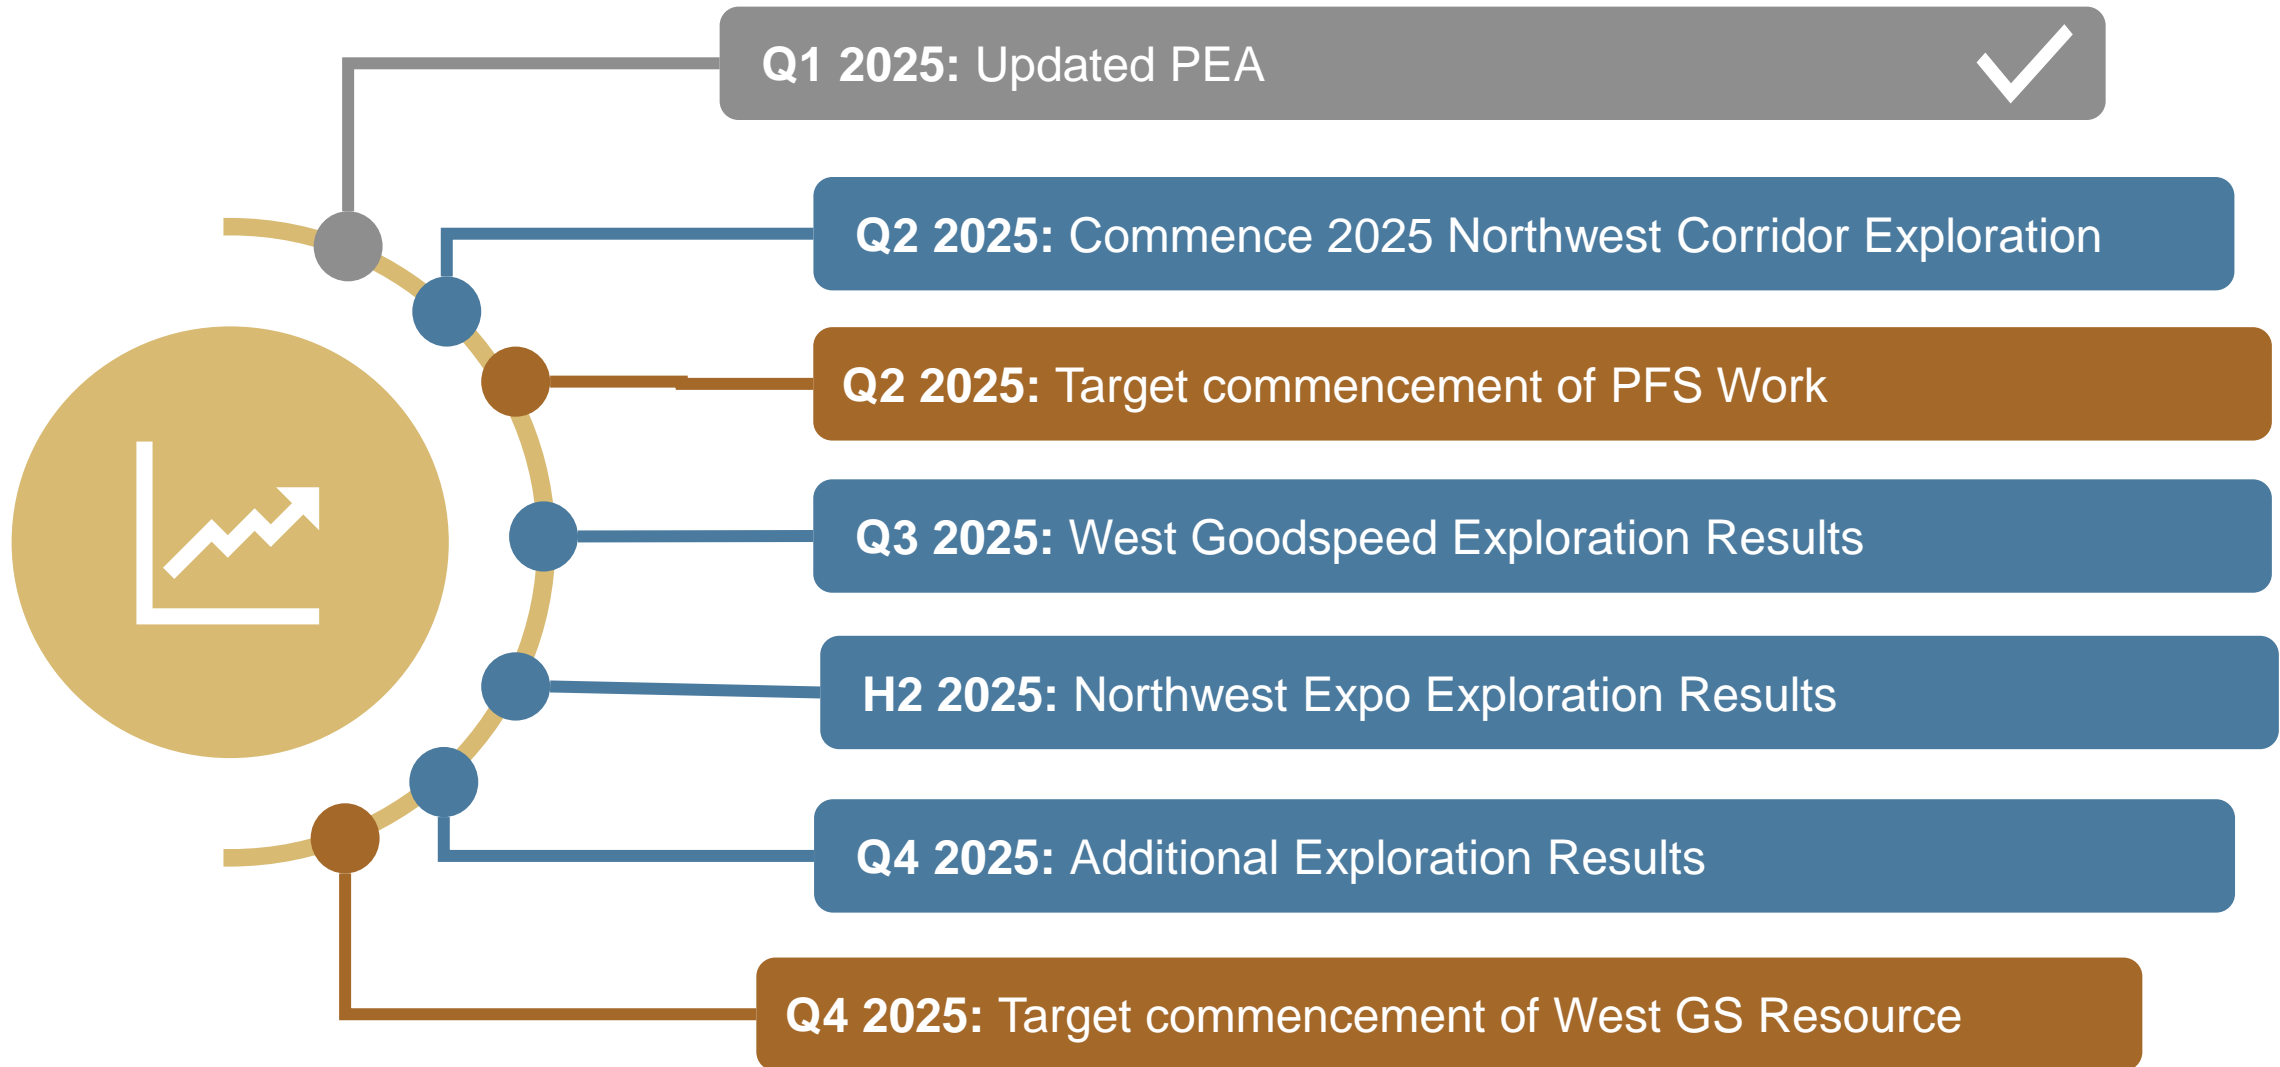 Q1 2025: Updated PEA
Q2 2025: Commence 2025 Northwest Corridor Exploration
Q2 2025: Target commencement of PFS Work
Q3 2025: West Goodspeed Exploration Results
H2 2025: Northwest Expo Exploration Results
Q4 2025: Additional Exploration Results
Q4 2025: Target commencement of West GS Resource